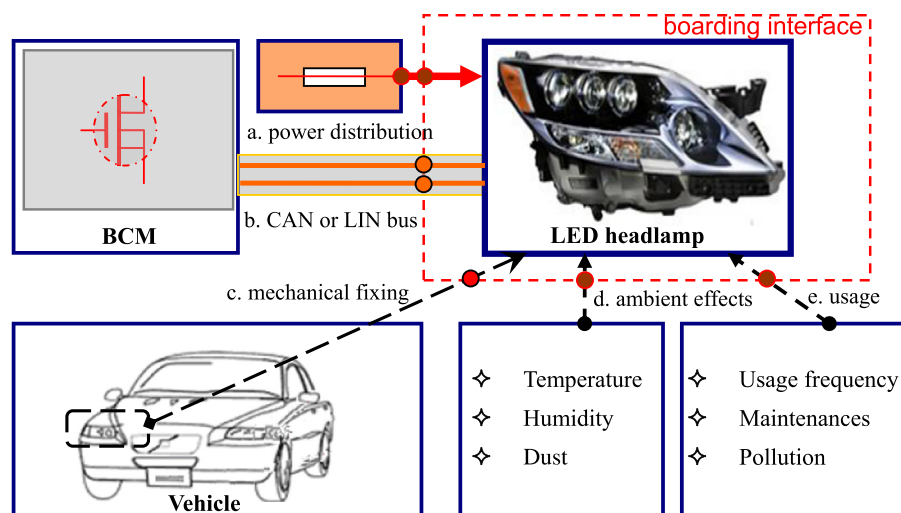 boarding interface
a. power distribution
b. CAN or LIN bus
BCM
LED headlamp
c. mechanical fixing
d. ambient effects
e. usage
Temperature
Humidity
Dust
Usage frequency
Maintenances
Pollution
Vehicle